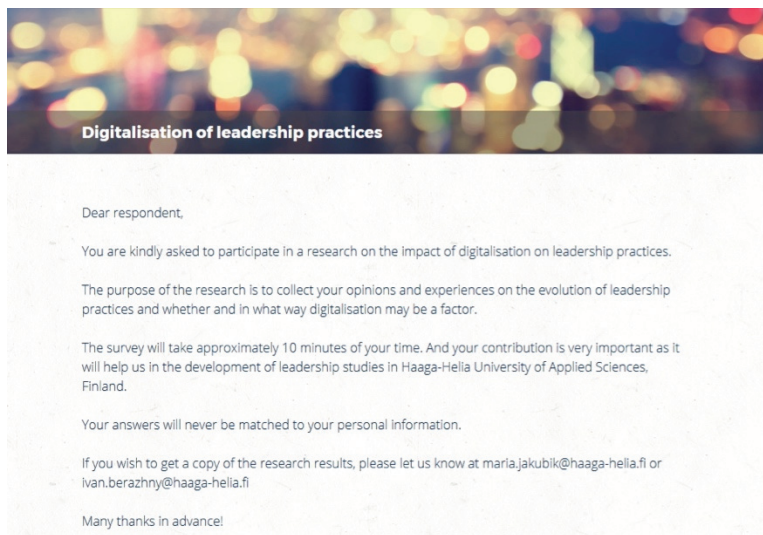 Digitalisation of leadership practices
Dear respondent,
You are kindly asked to participate in a research on the impact of digitalisation on leadership practices.
The purpose of the research is to collect your opinions and experiences on the evolution of leadership
practices and whether and in what way digitalisation may be a factor.
The survey will take approximately 10 minutes of your time. And your contribution is very important as it
will help us in the development of leadership studies in Haaga-Helia University of Applied Sciences,
Finland.
Your answers will never be matched to your personal information.
If you wish to get a copy of the research results, please let us know at maria.jakubik@haaga-helia.fi or
ivan.berazhny@haaga-helia.fi
Many thanks in advance!